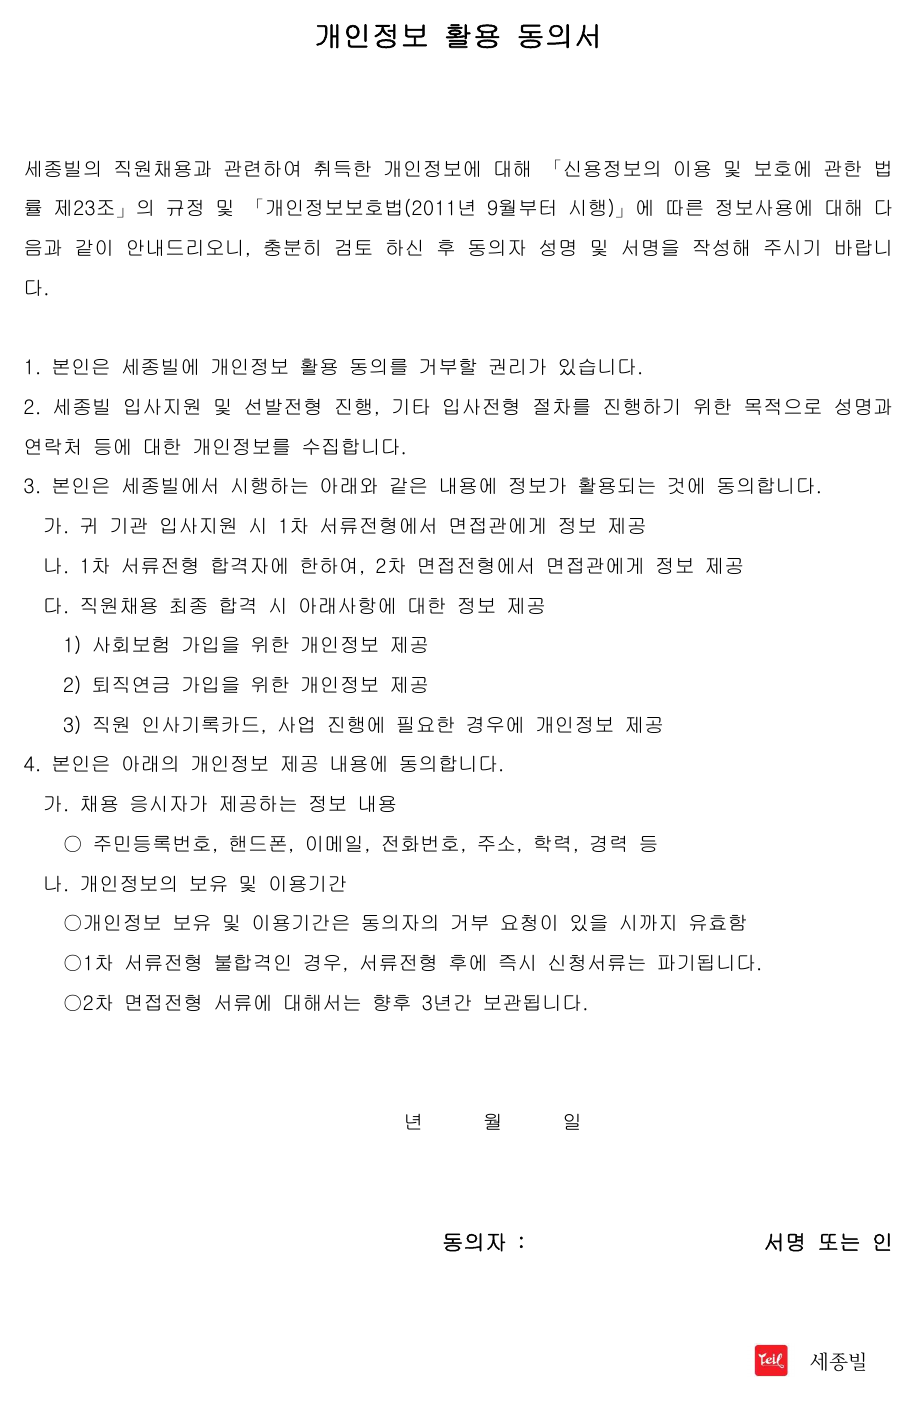 개인정보 활용 동의서
세종빌의 직원채용과 관련하여 취득한 개인정보에 대해 「신용정보의 이용 및 보호에 관한 법
률 제23조」의 규정 및 「개인정보보호법(2011년 9월부터 시행)」에 따른 정보사용에 대해 다
음과 같이 안내드리오니, 충분히 검토 하신 후 동의자 성명 및 서명을 작성해 주시기 바랍니
다.
1. 본인은 세종빌에 개인정보 활용 동의를 거부할 권리가 있습니다.
2. 세종빌 입사지원 및 선발전형 진행, 기타 입사전형 절차를 진행하기 위한 목적으로 성명과
연락처 등에 대한 개인정보를 수집합니다.
3. 본인은 세종빌에서 시행하는 아래와 같은 내용에 정보가 활용되는 것에 동의합니다.
가. 귀 기관 입사지원 시 1차 서류전형에서 면접관에게 정보 제공
나. 1차 서류전형 합격자에 한하여, 2차 면접전형에서 면접관에게 정보 제공
다. 직원채용 최종 합격 시 아래사항에 대한 정보 제공
1) 사회보험 가입을 위한 개인정보 제공
2) 퇴직연금 가입을 위한 개인정보 제공
3) 직원 인사기록카드, 사업 진행에 필요한 경우에 개인정보 제공
4. 본인은 아래의 개인정보 제공 내용에 동의합니다.
가. 채용 응시자가 제공하는 정보 내용
○ 주민등록번호, 핸드폰, 이메일, 전화번호, 주소, 학력, 경력 등
나. 개인정보의 보유 및 이용기간
○개인정보 보유 및 이용기간은 동의자의 거부 요청이 있을 시까지 유효함
○1차 서류전형 불합격인 경우, 서류전형 후에 즉시 신청서류는 파기됩니다.
○2차 면접전형 서류에 대해서는 향후 3년간 보관됩니다.
년 월 일
동의자 : 서명 또는 인
세종빌